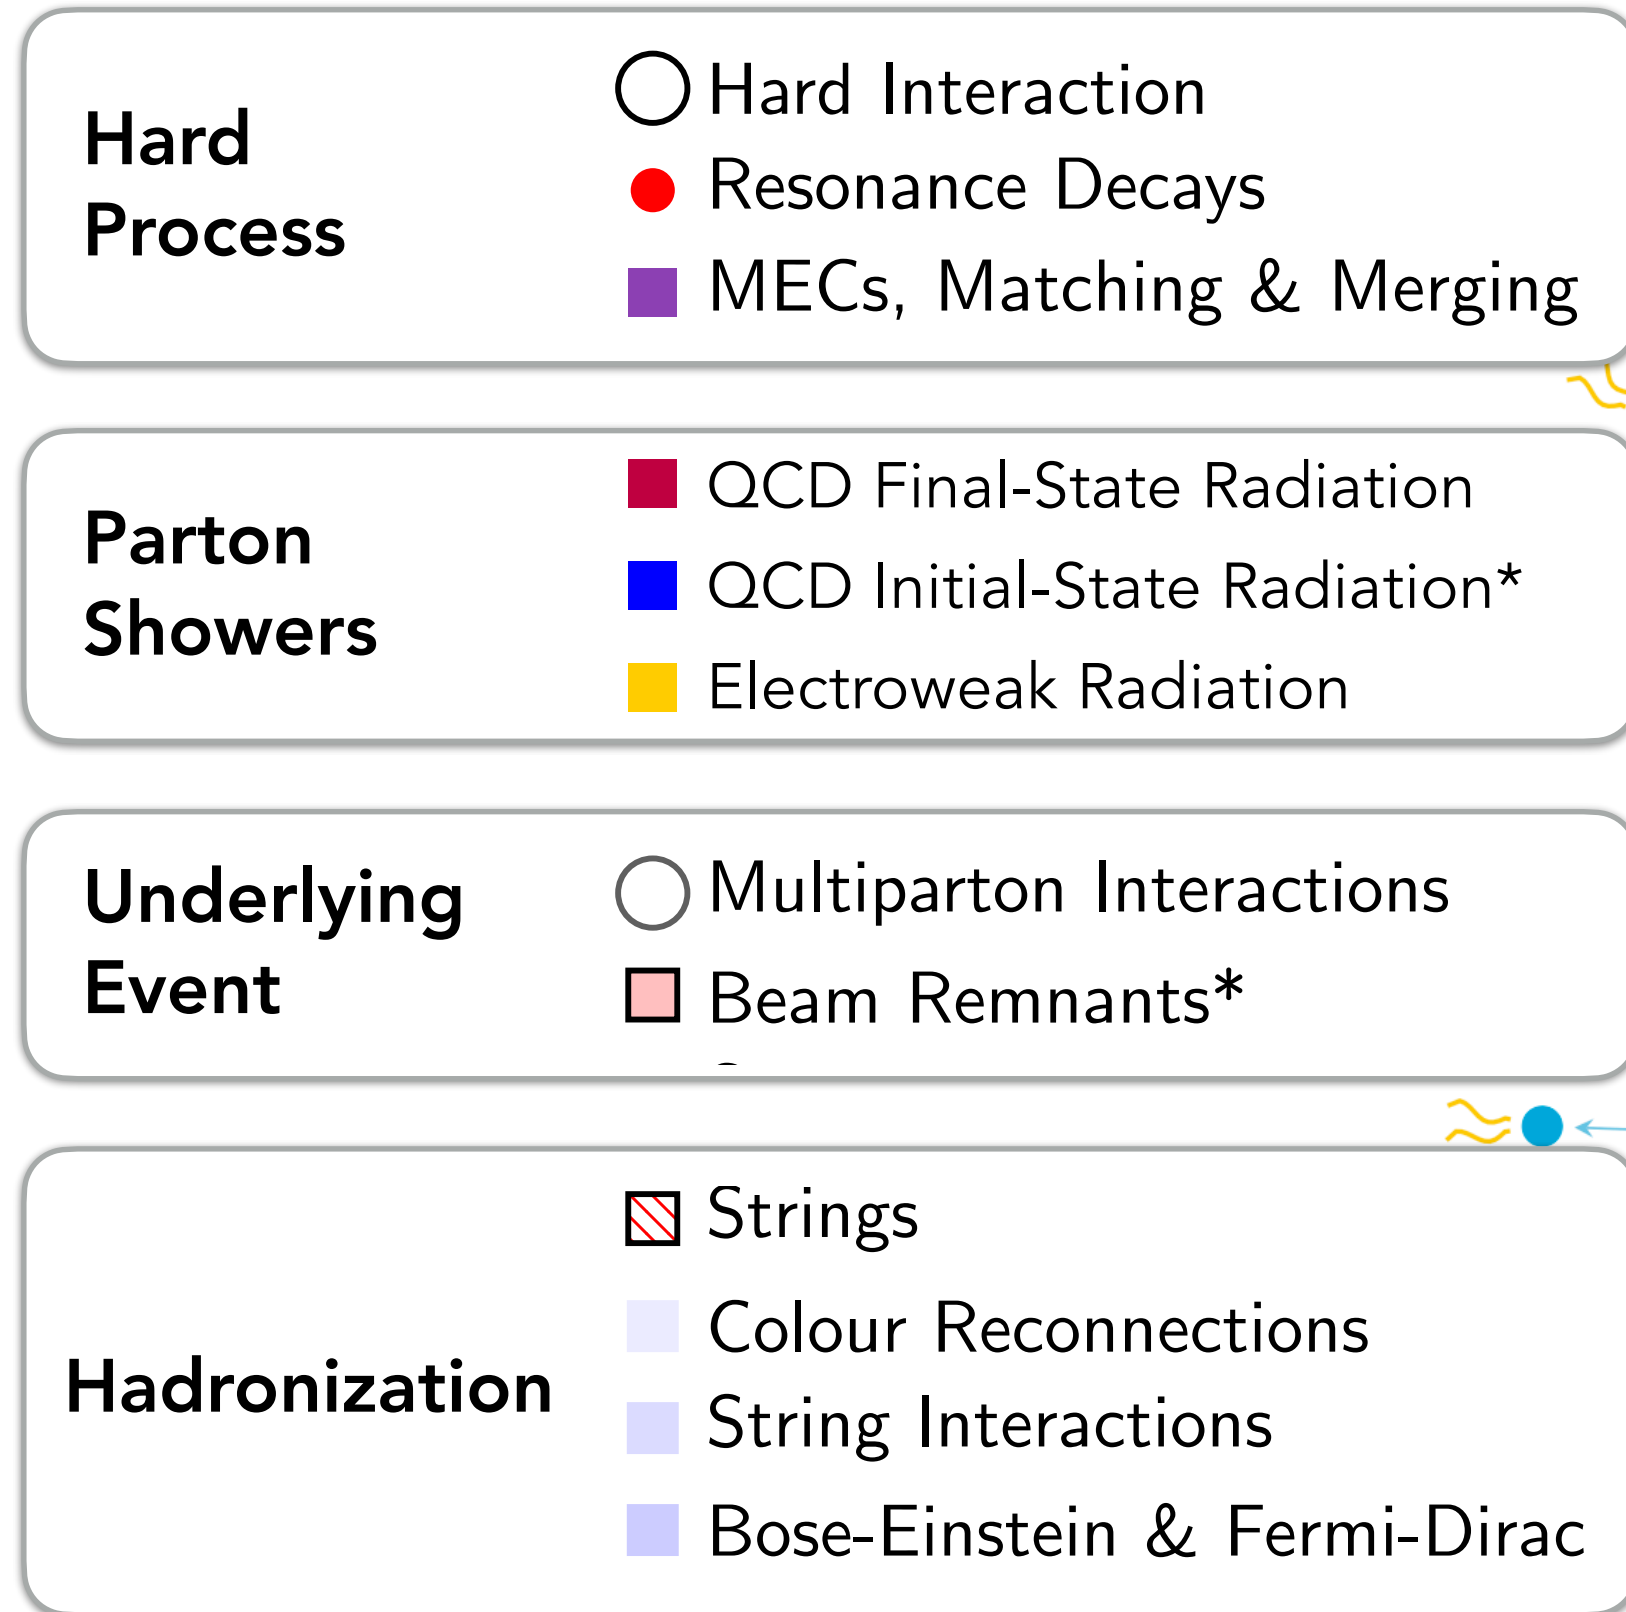 Hard
Process
Hard Interaction
Resonance Decays
MECs, Matching & Merging
Parton
Showers
QCD Final-State Radiation
QCD Initial-State Radiation*
Electroweak Radiation
Underlying
Event
Multiparton Interactions
Beam Remnants*
Hadronization
Strings
Colour Reconnections
String Interactions
Bose-Einstein & Fermi-Dirac